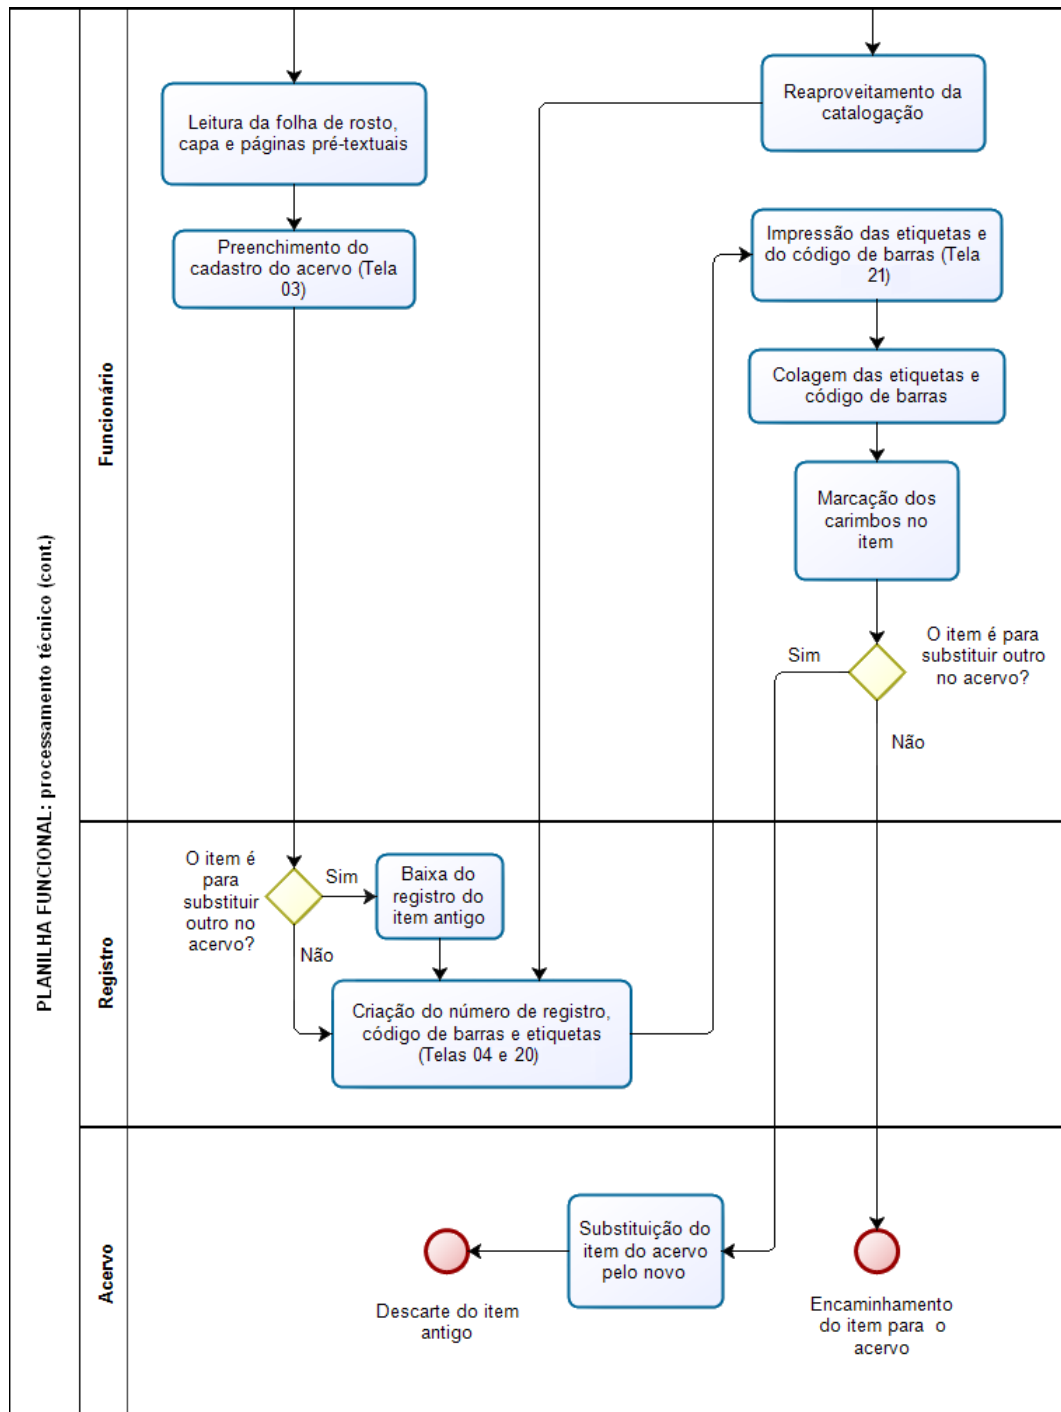 PLANILHA FUNCIONAL: processamento técnico (cont.)
Funcionário
Leitura da folha de rosto,
capa e páginas pré-textuais
Preenchimento do
cadastro do acervo (Tela
03)
Reaproveitamento da
catalogação
Impressão das etiquetas e
do código de barras (Tela
21)
Colagem das etiquetas e
código de barras
Marcação dos
carimbos no
item
O item é para
substituir outro
no acervo?
Sim
Não
Registro
O item é
para
substituir
outro no
acervo?
Sim
Não
Baixa do
registro do
item antigo
Criação do número de registro,
código de barras e etiquetas
(Telas 04 e 20)
Acervo
Substituição do
item do acervo
pelo novo
Descarte do item
antigo
Encaminhamento
do item para o
acervo